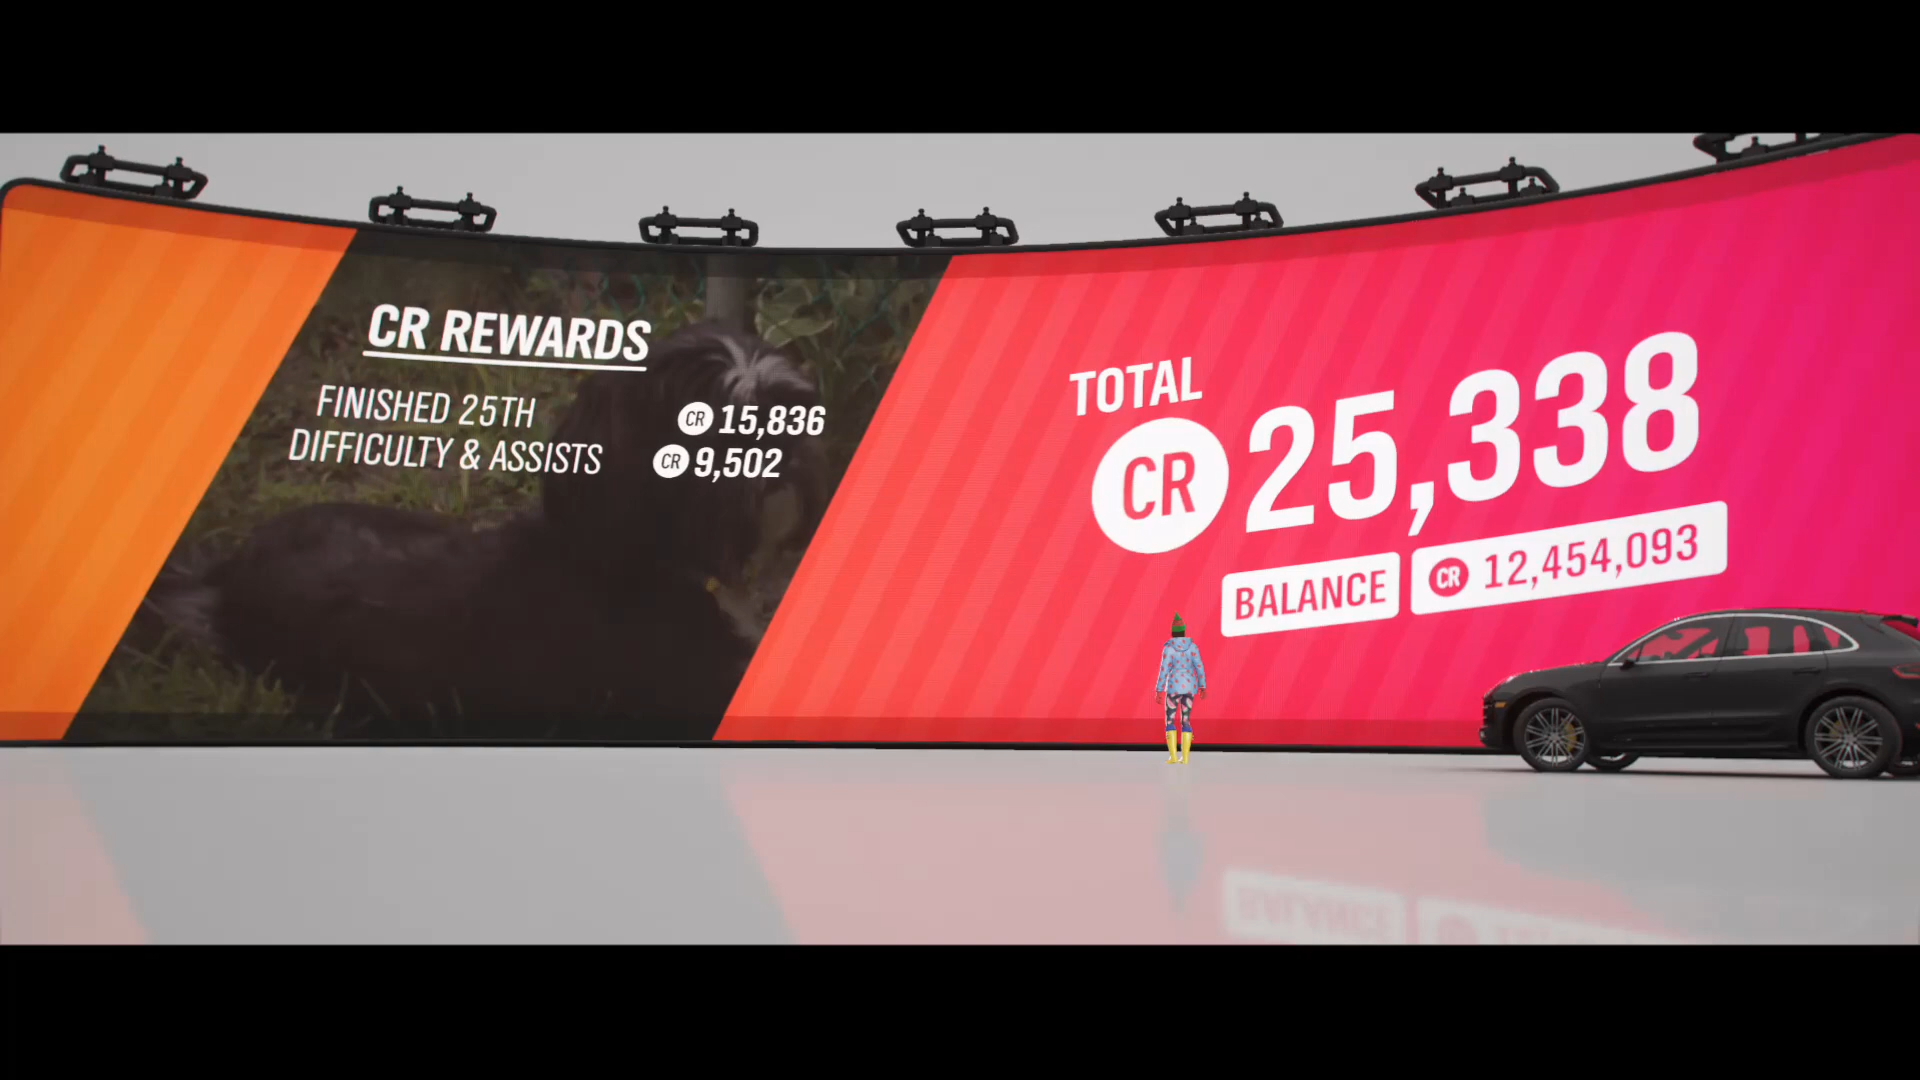 CR REWARDS
FINISHED 25TH CR 15,836
DIFFICULTY & ASSISTS CR 9,502
TOTAL
CR 25,338
BALANCE CR 12,454,093